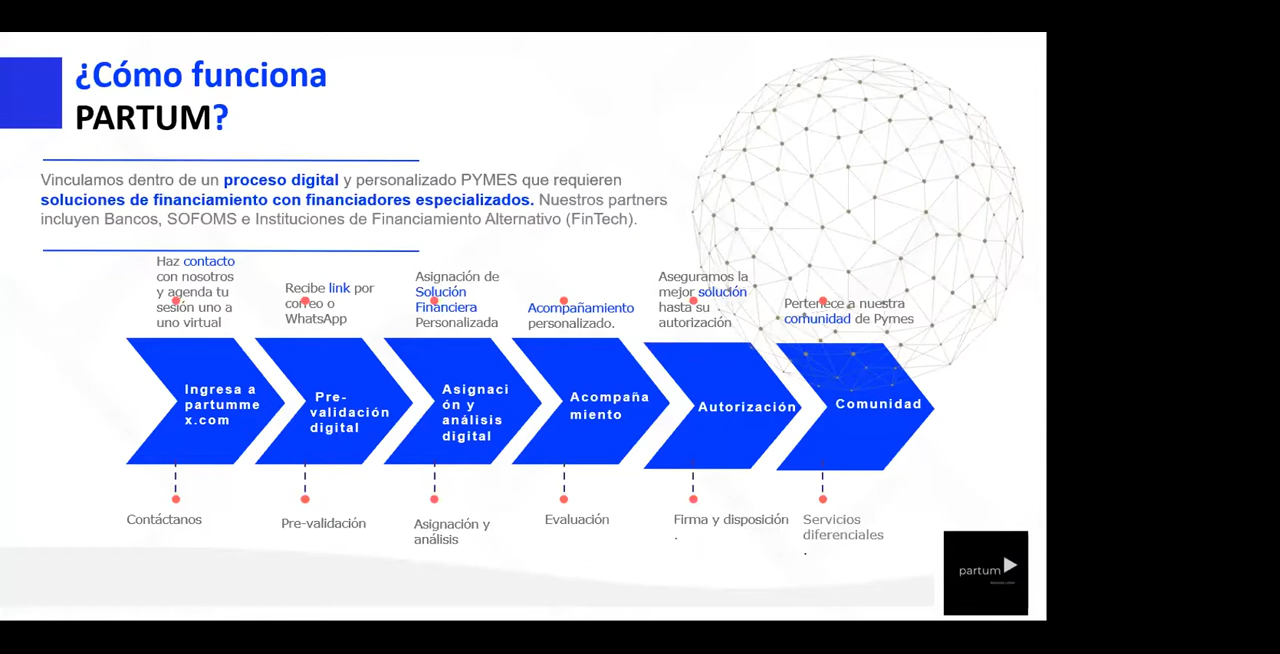 ¿Cómo funciona
PARTUM?
Vinculamos dentro de un proceso digital y personalizado PYMES que requieren
soluciones de financiamiento con financiadores especializados. Nuestros partners
incluyen Bancos, SOFOMS e Instituciones de Financiamiento Alternativo (FinTech).
Haz contacto
con nosotros
y agenda tu
sesión uno a
uno virtual
Recibe link por
correo o
WhatsApp
Asignación de
Solución
Financiera
Personalizada
Acompañamiento
personalizado.
Aseguramos la
mejor solución
hasta su
autorización
Pertenece a nuestra
comunidad de Pymes
Ingresa a
partumme
x.com
Pre-
validación
digital
Asignaci
ón y
análisis
digital
Acompaña
miento
Autorización
Comunidad
Contáctanos
Pre-validación
Asignación y
análisis
Evaluación
Firma y disposición
.
Servicios
diferenciales
.
partum